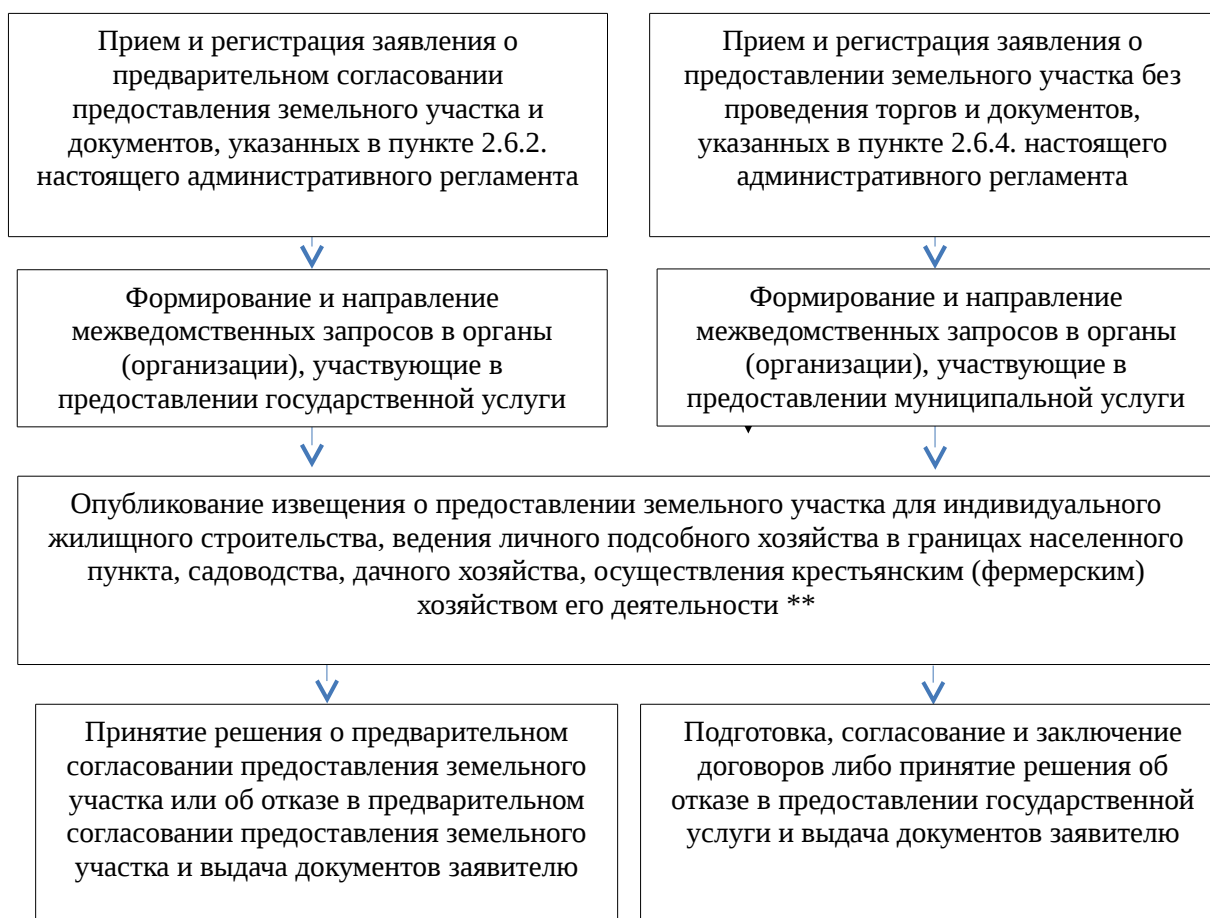 Прием и регистрация заявления о
предварительном согласовании
предоставления земельного участка и
документов, указанных в пункте 2.6.2.
настоящего административного регламента
Прием и регистрация заявления о
предоставлении земельного участка без
проведения торгов и документов,
указанных в пункте 2.6.4. настоящего
административного регламента
Формирование и направление
межведомственных запросов в органы
(организации), участвующие в
предоставлении государственной услуги
Формирование и направление
межведомственных запросов в органы
(организации), участвующие в
предоставлении муниципальной услуги
Опубликование извещения о предоставлении земельного участка для индивидуального
жилищного строительства, ведения личного подсобного хозяйства в границах населенного
пункта, садоводства, дачного хозяйства, осуществления крестьянским (фермерским)
хозяйством его деятельности **
Принятие решения о предварительном
согласовании предоставления земельного
участка или об отказе в предварительном
согласовании предоставления земельного
участка и выдача документов заявителю
Подготовка, согласование и заключение
договоров либо принятие решения об
отказе в предоставлении государственной
услуги и выдача документов заявителю